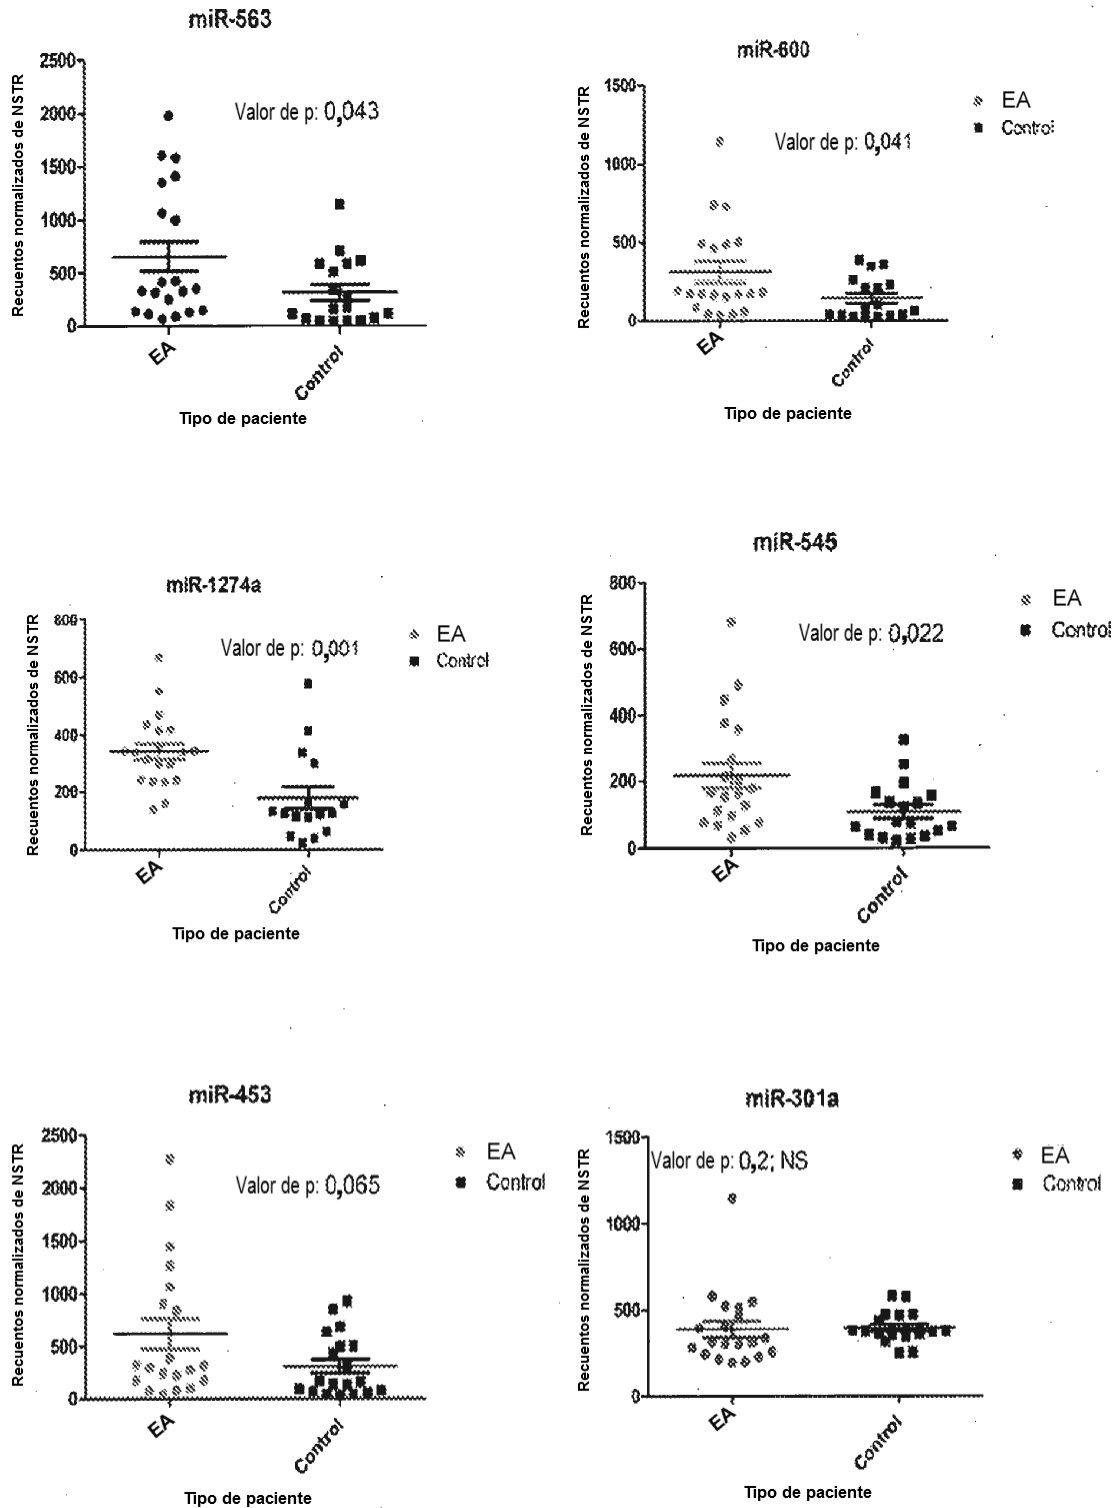 miR-563
Recuentos normalizados de NSTR
2500
2000
1500
1000
500
0
Valor de p: 0,043
EA
Control
Tipo de paciente
miR-600
Recuentos normalizados de NSTR
1500
1000
500
0
Valor de p: 0,041
EA
Control
EA
Control
Tipo de paciente
miR-1274a
Recuentos normalizados de NSTR
800
600
400
200
0
Valor de p: 0,001
EA
Control
EA
Control
Tipo de paciente
miR-545
Recuentos normalizados de NSTR
800
600
400
200
0
Valor de p: 0,022
EA
Control
EA
Control
Tipo de paciente
miR-453
Recuentos normalizados de NSTR
2500
2000
1500
1000
500
0
Valor de p: 0,065
EA
Control
EA
Control
Tipo de paciente
miR-301a
Recuentos normalizados de NSTR
1500
1000
500
0
Valor de p: 0,2; NS
EA
Control
EA
Control
Tipo de paciente